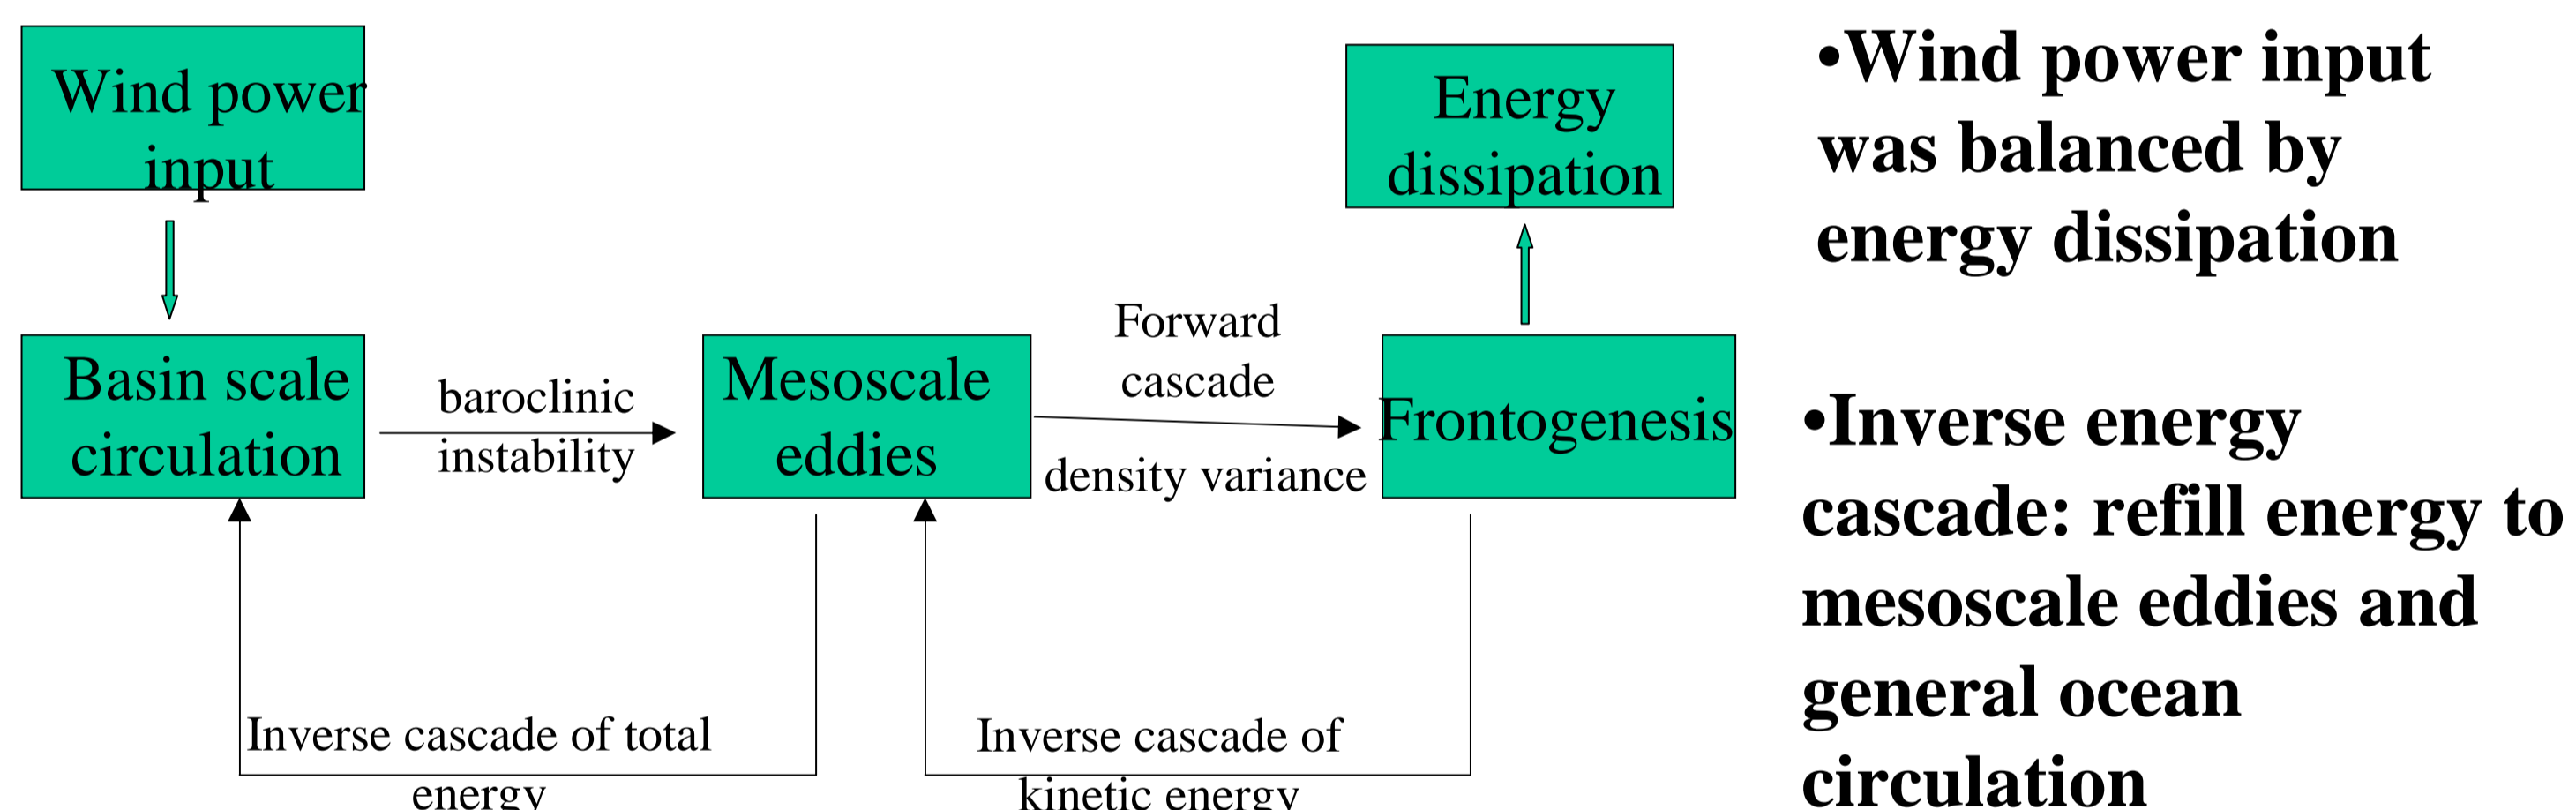 Wind power
input
Energy
dissipation
Basin scale
circulation
baroclinic
instability
Mesoscale
eddies
Forward
cascade
density variance
Frontogenesis
Inverse cascade of total
energy
Inverse cascade of
kinetic energy
•Wind power input
was balanced by
energy dissipation
•Inverse energy
cascade: refill energy to
mesoscale eddies and
general ocean
circulation